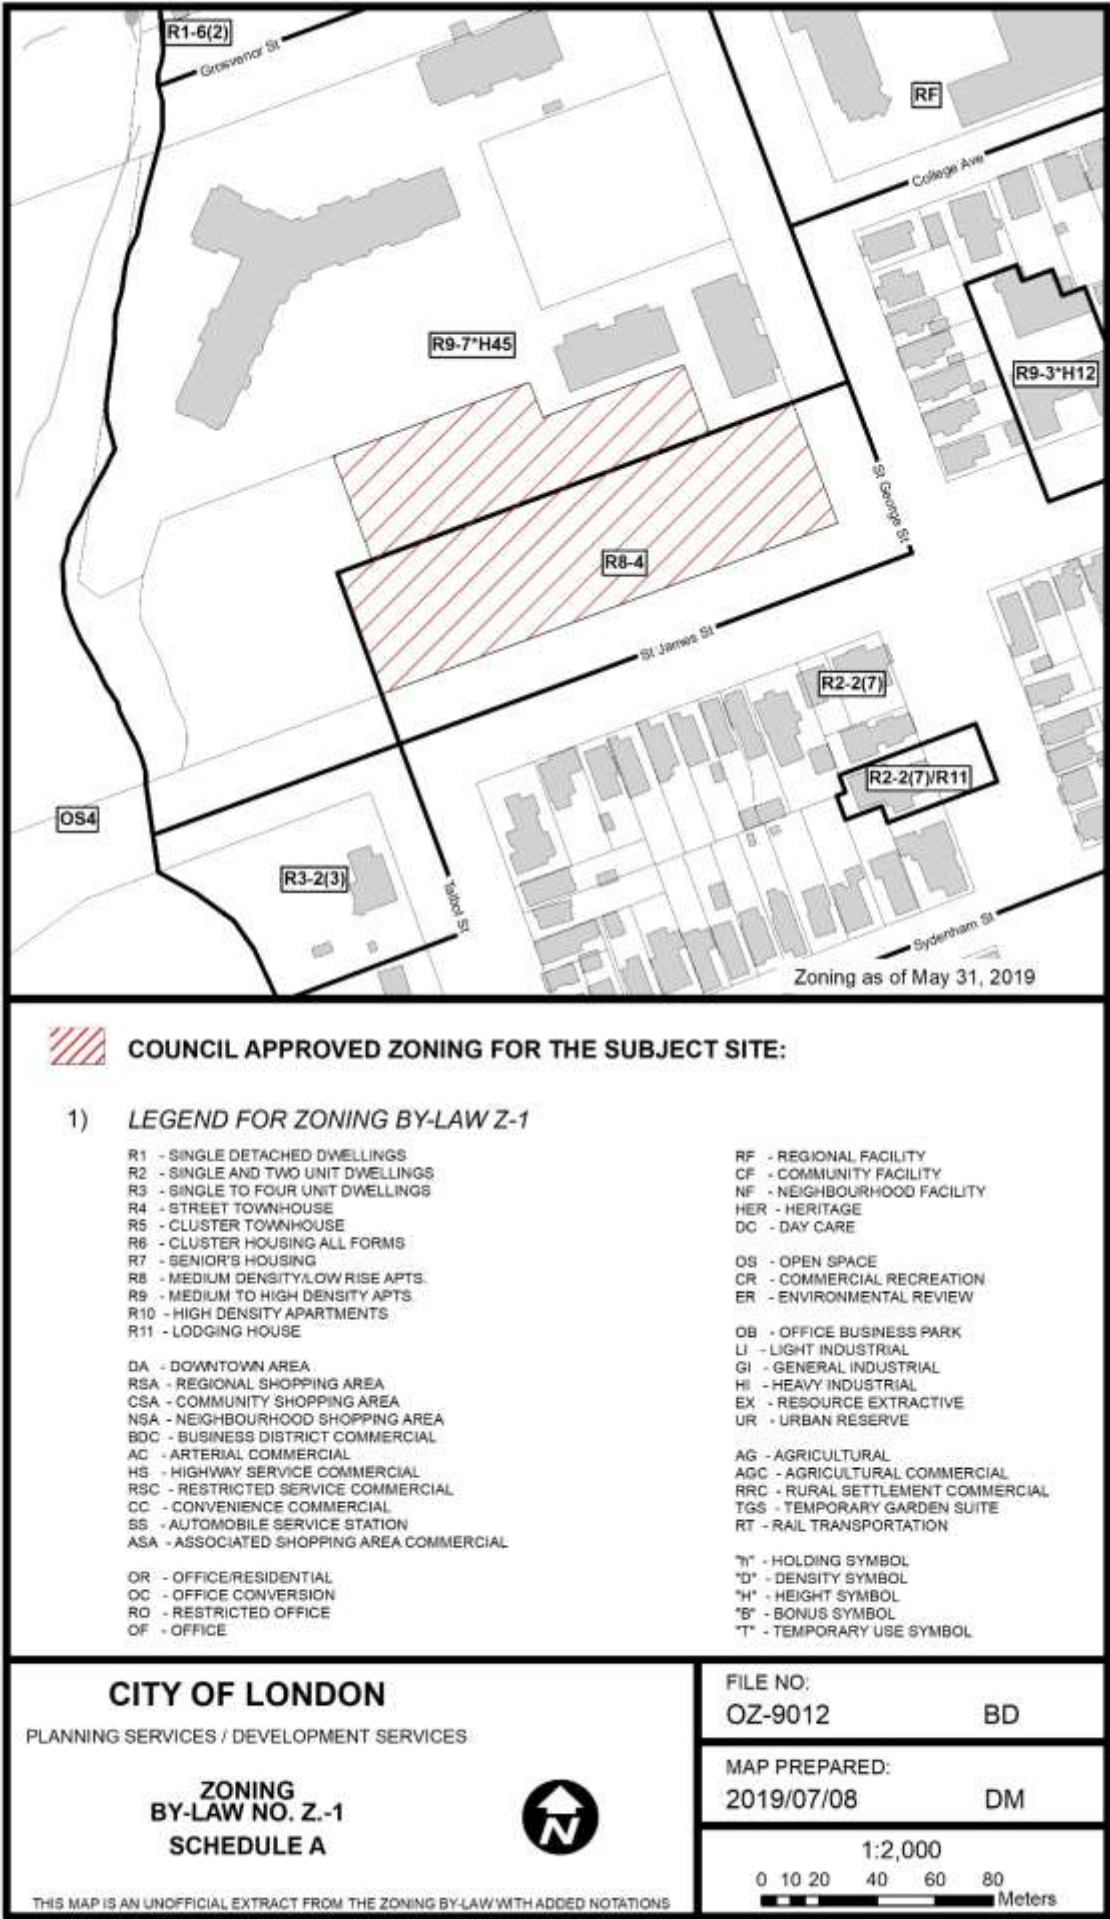 R1-6(2)
Grosvenor St
RF
College Ave
R9-7*H45
R9-3*H12
St George St
R8-4
St James St
R2-2(7)
R2-2(7)/R11
OS4
R3-2(3)
Talbot St
Sydenham St
Zoning as of May 31, 2019
COUNCIL APPROVED ZONING FOR THE SUBJECT SITE:
1) LEGEND FOR ZONING BY-LAW Z-1
R1 - SINGLE DETACHED DWELLINGS
R2 - SINGLE AND TWO UNIT DWELLINGS
R3 - SINGLE TO FOUR UNIT DWELLINGS
R4 - STREET TOWNHOUSE
R5 - CLUSTER TOWNHOUSE
R6 - CLUSTER HOUSING ALL FORMS
R7 - SENIOR'S HOUSING
R8 - MEDIUM DENSITY/LOW RISE APTS.
R9 - MEDIUM TO HIGH DENSITY APTS.
R10 - HIGH DENSITY APARTMENTS
R11 - LODGING HOUSE
DA - DOWNTOWN AREA
RSA - REGIONAL SHOPPING AREA
CSA - COMMUNITY SHOPPING AREA
NSA - NEIGHBOURHOOD SHOPPING AREA
BDC - BUSINESS DISTRICT COMMERCIAL
AC - ARTERIAL COMMERCIAL
HS - HIGHWAY SERVICE COMMERCIAL
RSC - RESTRICTED SERVICE COMMERCIAL
CC - CONVENIENCE COMMERCIAL
SS - AUTOMOBILE SERVICE STATION
ASA - ASSOCIATED SHOPPING AREA COMMERCIAL
OR - OFFICE/RESIDENTIAL
OC - OFFICE CONVERSION
RO - RESTRICTED OFFICE
OF - OFFICE
RF - REGIONAL FACILITY
CF - COMMUNITY FACILITY
NF - NEIGHBOURHOOD FACILITY
HER - HERITAGE
DC - DAY CARE
OS - OPEN SPACE
CR - COMMERCIAL RECREATION
ER - ENVIRONMENTAL REVIEW
OB - OFFICE BUSINESS PARK
LI - LIGHT INDUSTRIAL
GI - GENERAL INDUSTRIAL
HI - HEAVY INDUSTRIAL
EX - RESOURCE EXTRACTIVE
UR - URBAN RESERVE
AG - AGRICULTURAL
AGC - AGRICULTURAL COMMERCIAL
RRC - RURAL SETTLEMENT COMMERCIAL
TGS - TEMPORARY GARDEN SUITE
RT - RAIL TRANSPORTATION
"h" - HOLDING SYMBOL
"D" - DENSITY SYMBOL
"H" - HEIGHT SYMBOL
"B" - BONUS SYMBOL
"T" - TEMPORARY USE SYMBOL
CITY OF LONDON
PLANNING SERVICES / DEVELOPMENT SERVICES
ZONING
BY-LAW NO. Z.-1
SCHEDULE A
N
THIS MAP IS AN UNOFFICIAL EXTRACT FROM THE ZONING BY-LAW WITH ADDED NOTATIONS
FILE NO:
OZ-9012 BD
MAP PREPARED:
2019/07/08 DM
1:2,000
0 10 20 40 60 80
Meters